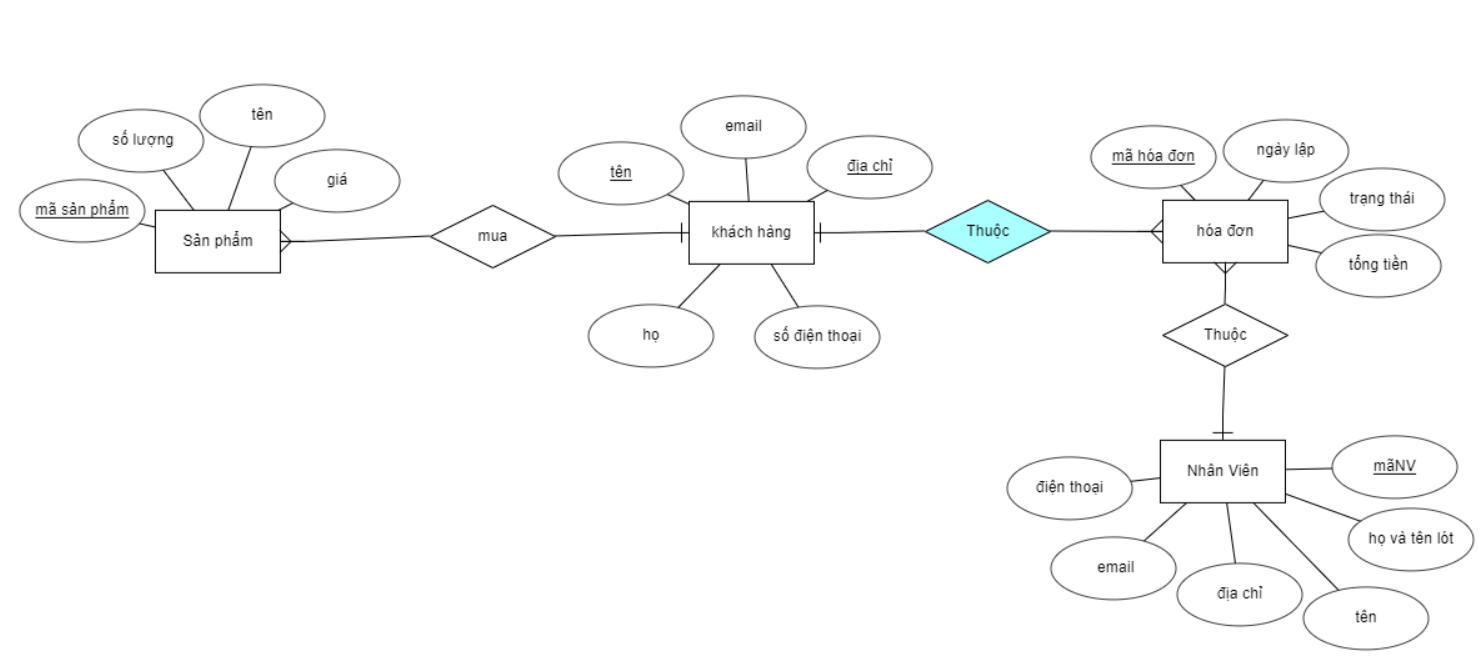 mã sản phẩm
số lượng
tên
giá
Sản phẩm
mua
tên
email
địa chỉ
khách hàng
họ
số điện thoại
Thuộc
mã hóa đơn
ngày lập
trạng thái
tổng tiền
hóa đơn
Thuộc
Nhân Viên
mãNV
điện thoại
họ và tên lót
email
địa chỉ
tên